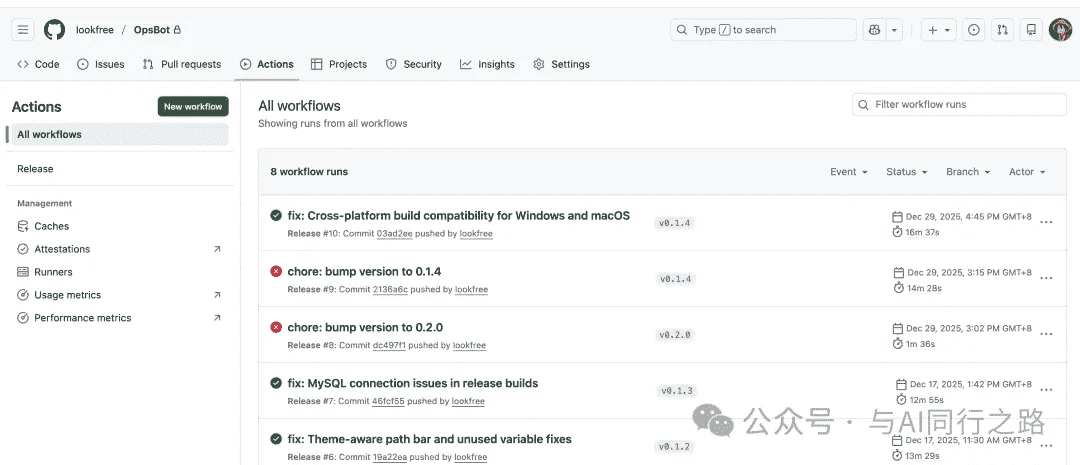 lookfree / OpsBot
Type / to search
Code Issues Pull requests Actions Projects Security Insights Settings
Actions
New workflow
All workflows
Release
Management
Caches
Attestations
Runners
Usage metrics
Performance metrics
All workflows
Showing runs from all workflows
Filter workflow runs
8 workflow runs
Event Status Branch Actor
fix: Cross-platform build compatibility for Windows and macOS
Release #10: Commit 03ad2ee pushed by lookfree
v0.1.4
Dec 29, 2025, 4:45 PM GMT+8
16m 37s
chore: bump version to 0.1.4
Release #9: Commit 2136a6c pushed by lookfree
v0.1.4
Dec 29, 2025, 3:15 PM GMT+8
14m 28s
chore: bump version to 0.2.0
Release #8: Commit dc497f1 pushed by lookfree
v0.2.0
Dec 29, 2025, 3:02 PM GMT+8
1m 36s
fix: MySQL connection issues in release builds
Release #7: Commit 46fcf55 pushed by lookfree
v0.1.3
Dec 17, 2025, 1:42 PM GMT+8
12m 55s
fix: Theme-aware path bar and unused variable fixes
Release #6: Commit 19a22ea pushed by lookfree
v0.1.2
Dec 17, 2025, 11:30 AM GMT+8
13m 29s
公众号 · 与AI同行之路